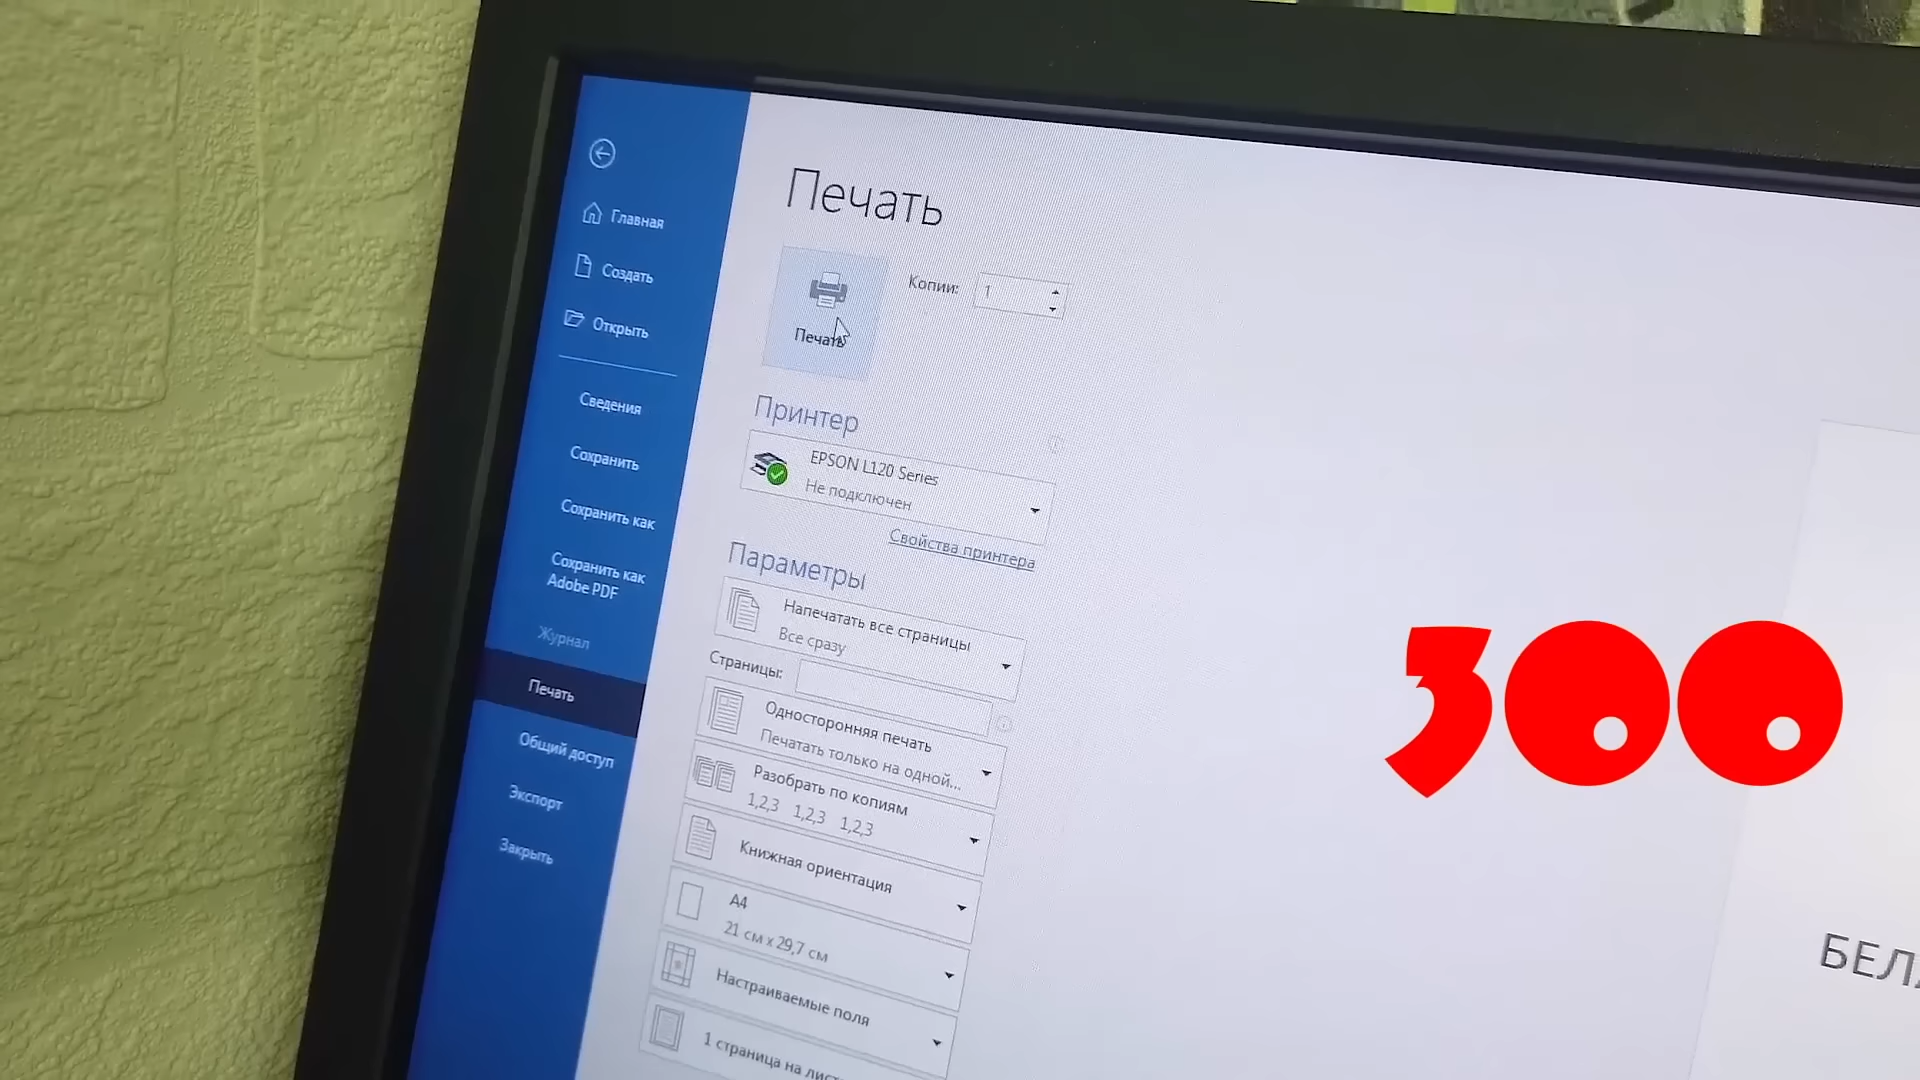 Главная
Создать
Открыть
Сведения
Сохранить
Сохранить как
Сохранить как
Adobe PDF
Журнал
Печать
Общий доступ
Экспорт
Закрыть
Печать
Печать
Копии: 1
Принтер
EPSON L120 Series
Не подключен
Свойства принтера
Параметры
Напечатать все страницы
Все сразу
Страницы:
Односторонняя печать
Печатать только на одной...
Разобрать по копиям
1,2,3 1,2,3 1,2,3
Книжная ориентация
A4
21 см x 29,7 см
Настраиваемые поля
1 страница на лист
300